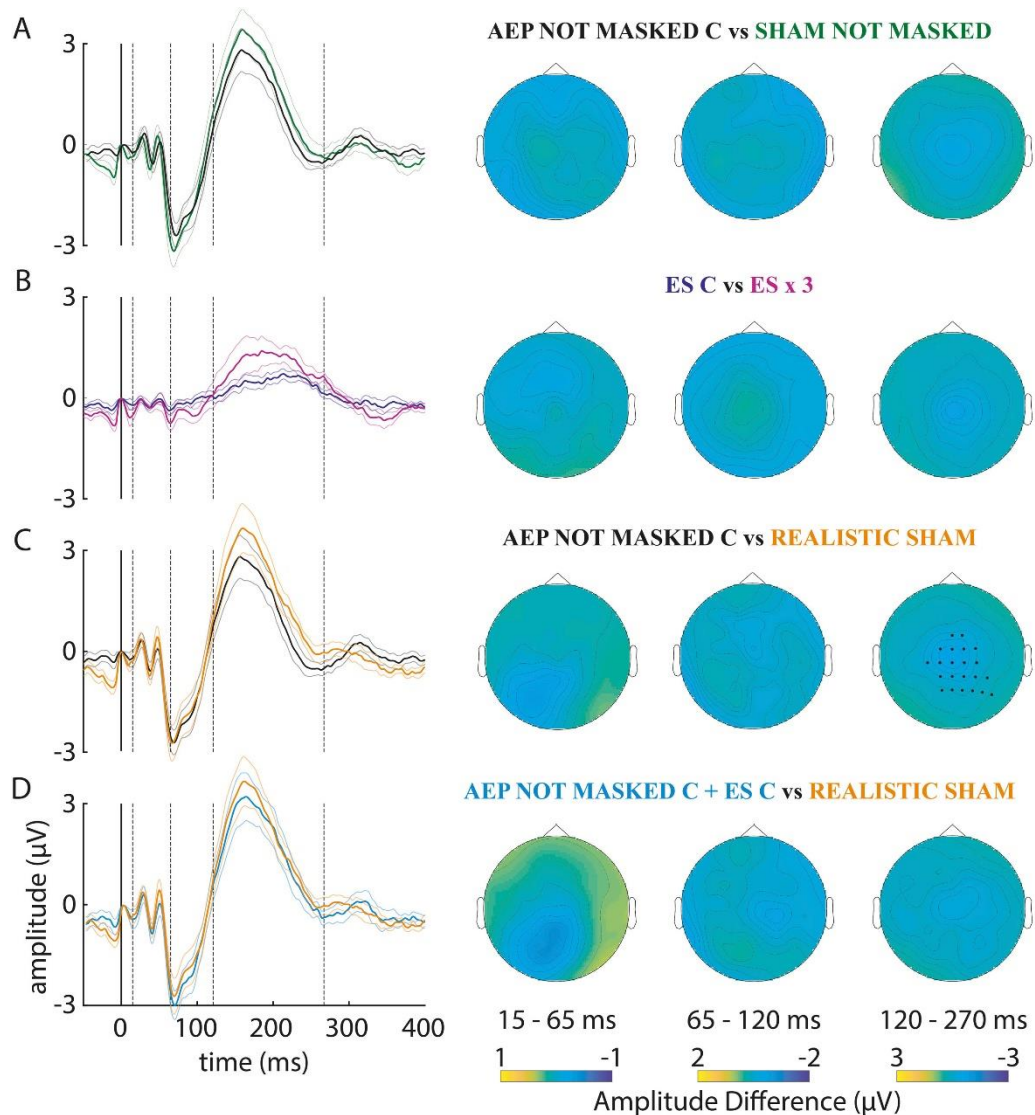 A
AEP NOT MASKED C vs SHAM NOT MASKED
3
0
-3
B
ES C vs ES x 3
3
0
-3
C
AEP NOT MASKED C vs REALISTIC SHAM
3
0
-3
D
AEP NOT MASKED C + ES C vs REALISTIC SHAM
3
0
-3
amplitude (µV)
0 100 200 300 400
time (ms)
15 - 65 ms 65 - 120 ms 120 - 270 ms
1 -1 2 -2 3 -3
Amplitude Difference (µV)